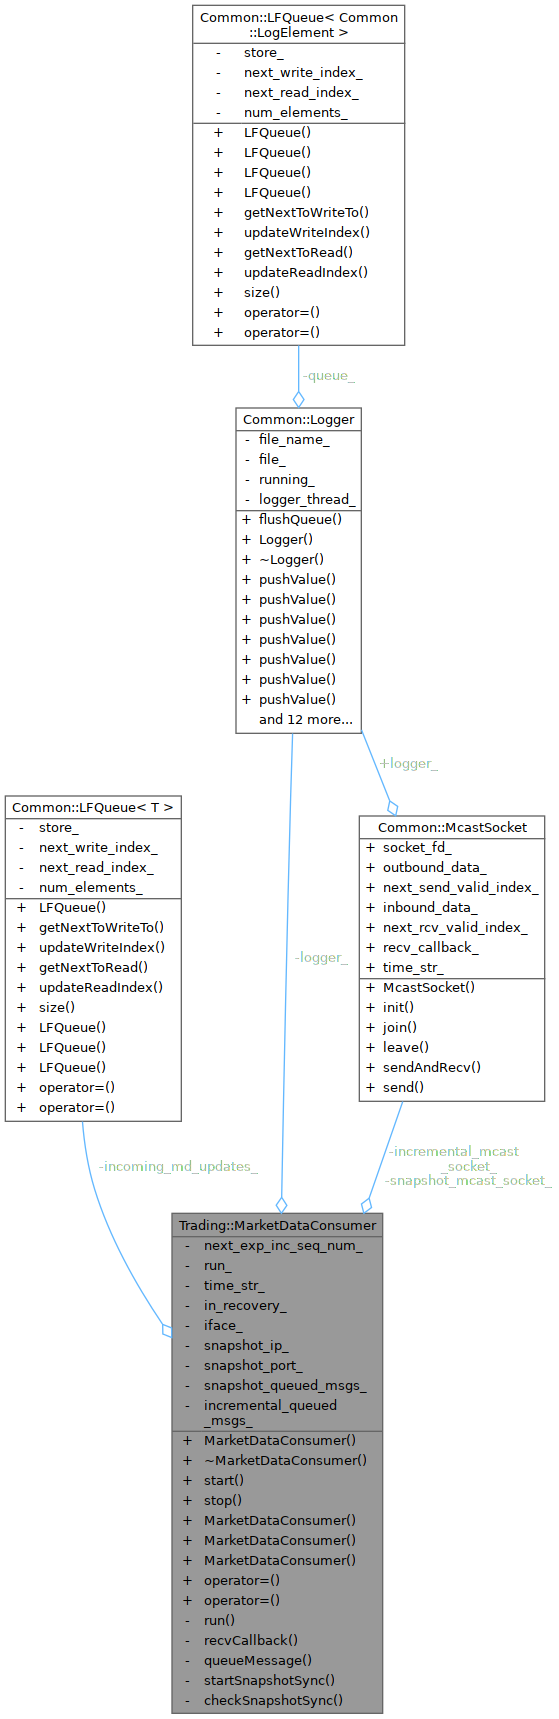 Common::LFQueue< Common
::LogElement >
- store_
- next_write_index_
- next_read_index_
- num_elements_
+ LFQueue()
+ LFQueue()
+ LFQueue()
+ LFQueue()
+ getNextToWriteTo()
+ updateWriteIndex()
+ getNextToRead()
+ updateReadIndex()
+ size()
+ operator=()
+ operator=()
-queue_
Common::Logger
- file_name_
- file_
- running_
- logger_thread_
+ flushQueue()
+ Logger()
+ ~Logger()
+ pushValue()
+ pushValue()
+ pushValue()
+ pushValue()
+ pushValue()
+ pushValue()
+ pushValue()
and 12 more...
+logger_
Common::LFQueue< T >
- store_
- next_write_index_
- next_read_index_
- num_elements_
+ LFQueue()
+ getNextToWriteTo()
+ updateWriteIndex()
+ getNextToRead()
+ updateReadIndex()
+ size()
+ LFQueue()
+ LFQueue()
+ LFQueue()
+ operator=()
+ operator=()
-logger_
Common::McastSocket
+ socket_fd_
+ outbound_data_
+ next_send_valid_index_
+ inbound_data_
+ next_rcv_valid_index_
+ recv_callback_
+ time_str_
+ McastSocket()
+ init()
+ join()
+ leave()
+ sendAndRecv()
+ send()
-incoming_md_updates_
-incremental_mcast
_socket_
-snapshot_mcast_socket_
Trading::MarketDataConsumer
- next_exp_inc_seq_num_
- run_
- time_str_
- in_recovery_
- iface_
- snapshot_ip_
- snapshot_port_
- snapshot_queued_msgs_
- incremental_queued
_msgs_
+ MarketDataConsumer()
+ ~MarketDataConsumer()
+ start()
+ stop()
+ MarketDataConsumer()
+ MarketDataConsumer()
+ MarketDataConsumer()
+ operator=()
+ operator=()
- run()
- recvCallback()
- queueMessage()
- startSnapshotSync()
- checkSnapshotSync()